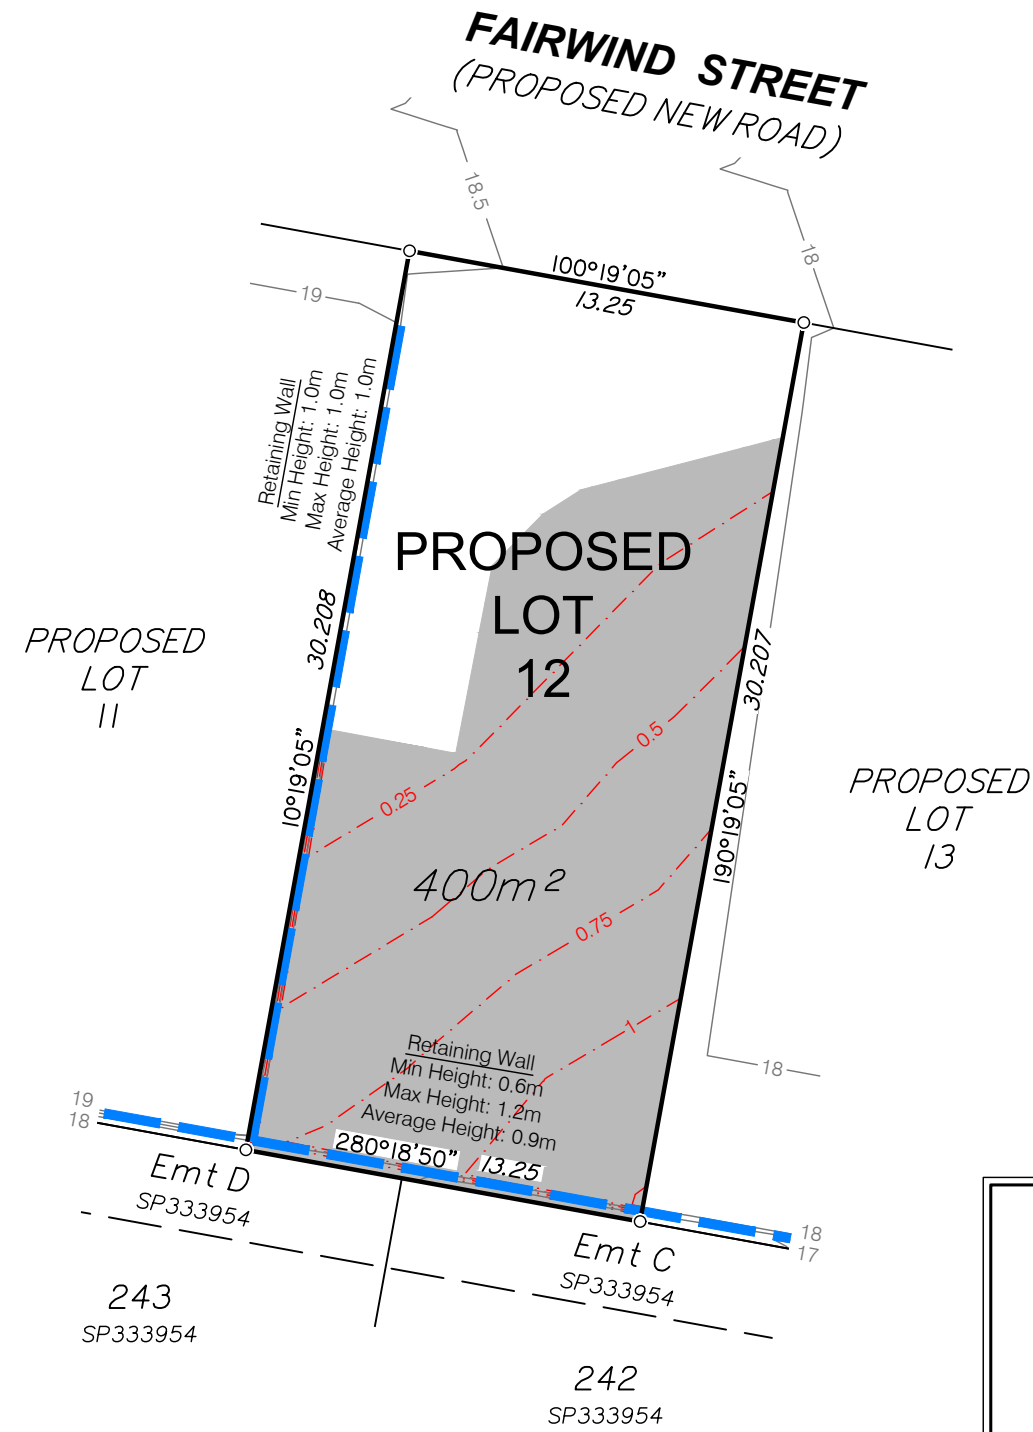 FAIRWIND STREET
(PROPOSED NEW ROAD)
18.5
18
100°19'05"
13.25
19
Retaining Wall
Min Height: 1.0m
Max Height: 1.0m
Average Height: 1.0m
PROPOSED
LOT
12
30.208
10°19'05"
PROPOSED
LOT
11
30.207
190°19'05"
PROPOSED
LOT
13
0.25
0.5
0.75
1
400m²
Retaining Wall
Min Height: 0.6m
Max Height: 1.2m
Average Height: 0.9m
280°18'50"
13.25
18
19
18
18
17
Emt D
SP333954
Emt C
SP333954
243
SP333954
242
SP333954